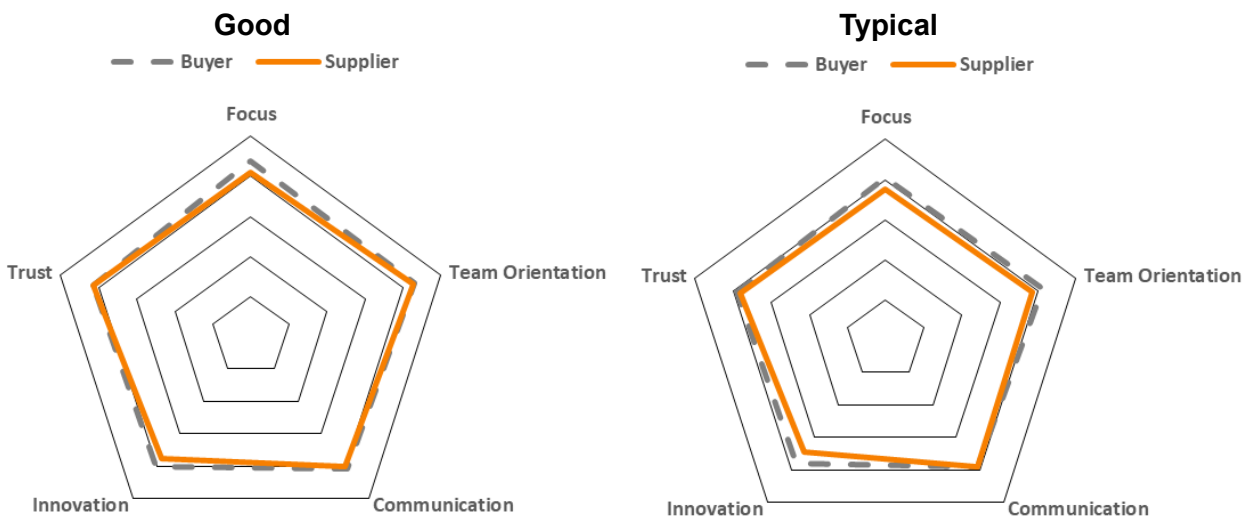 Good
Buyer Supplier
Focus
Trust
Team Orientation
Innovation
Communication
Typical
Buyer Supplier
Focus
Trust
Team Orientation
Innovation
Communication